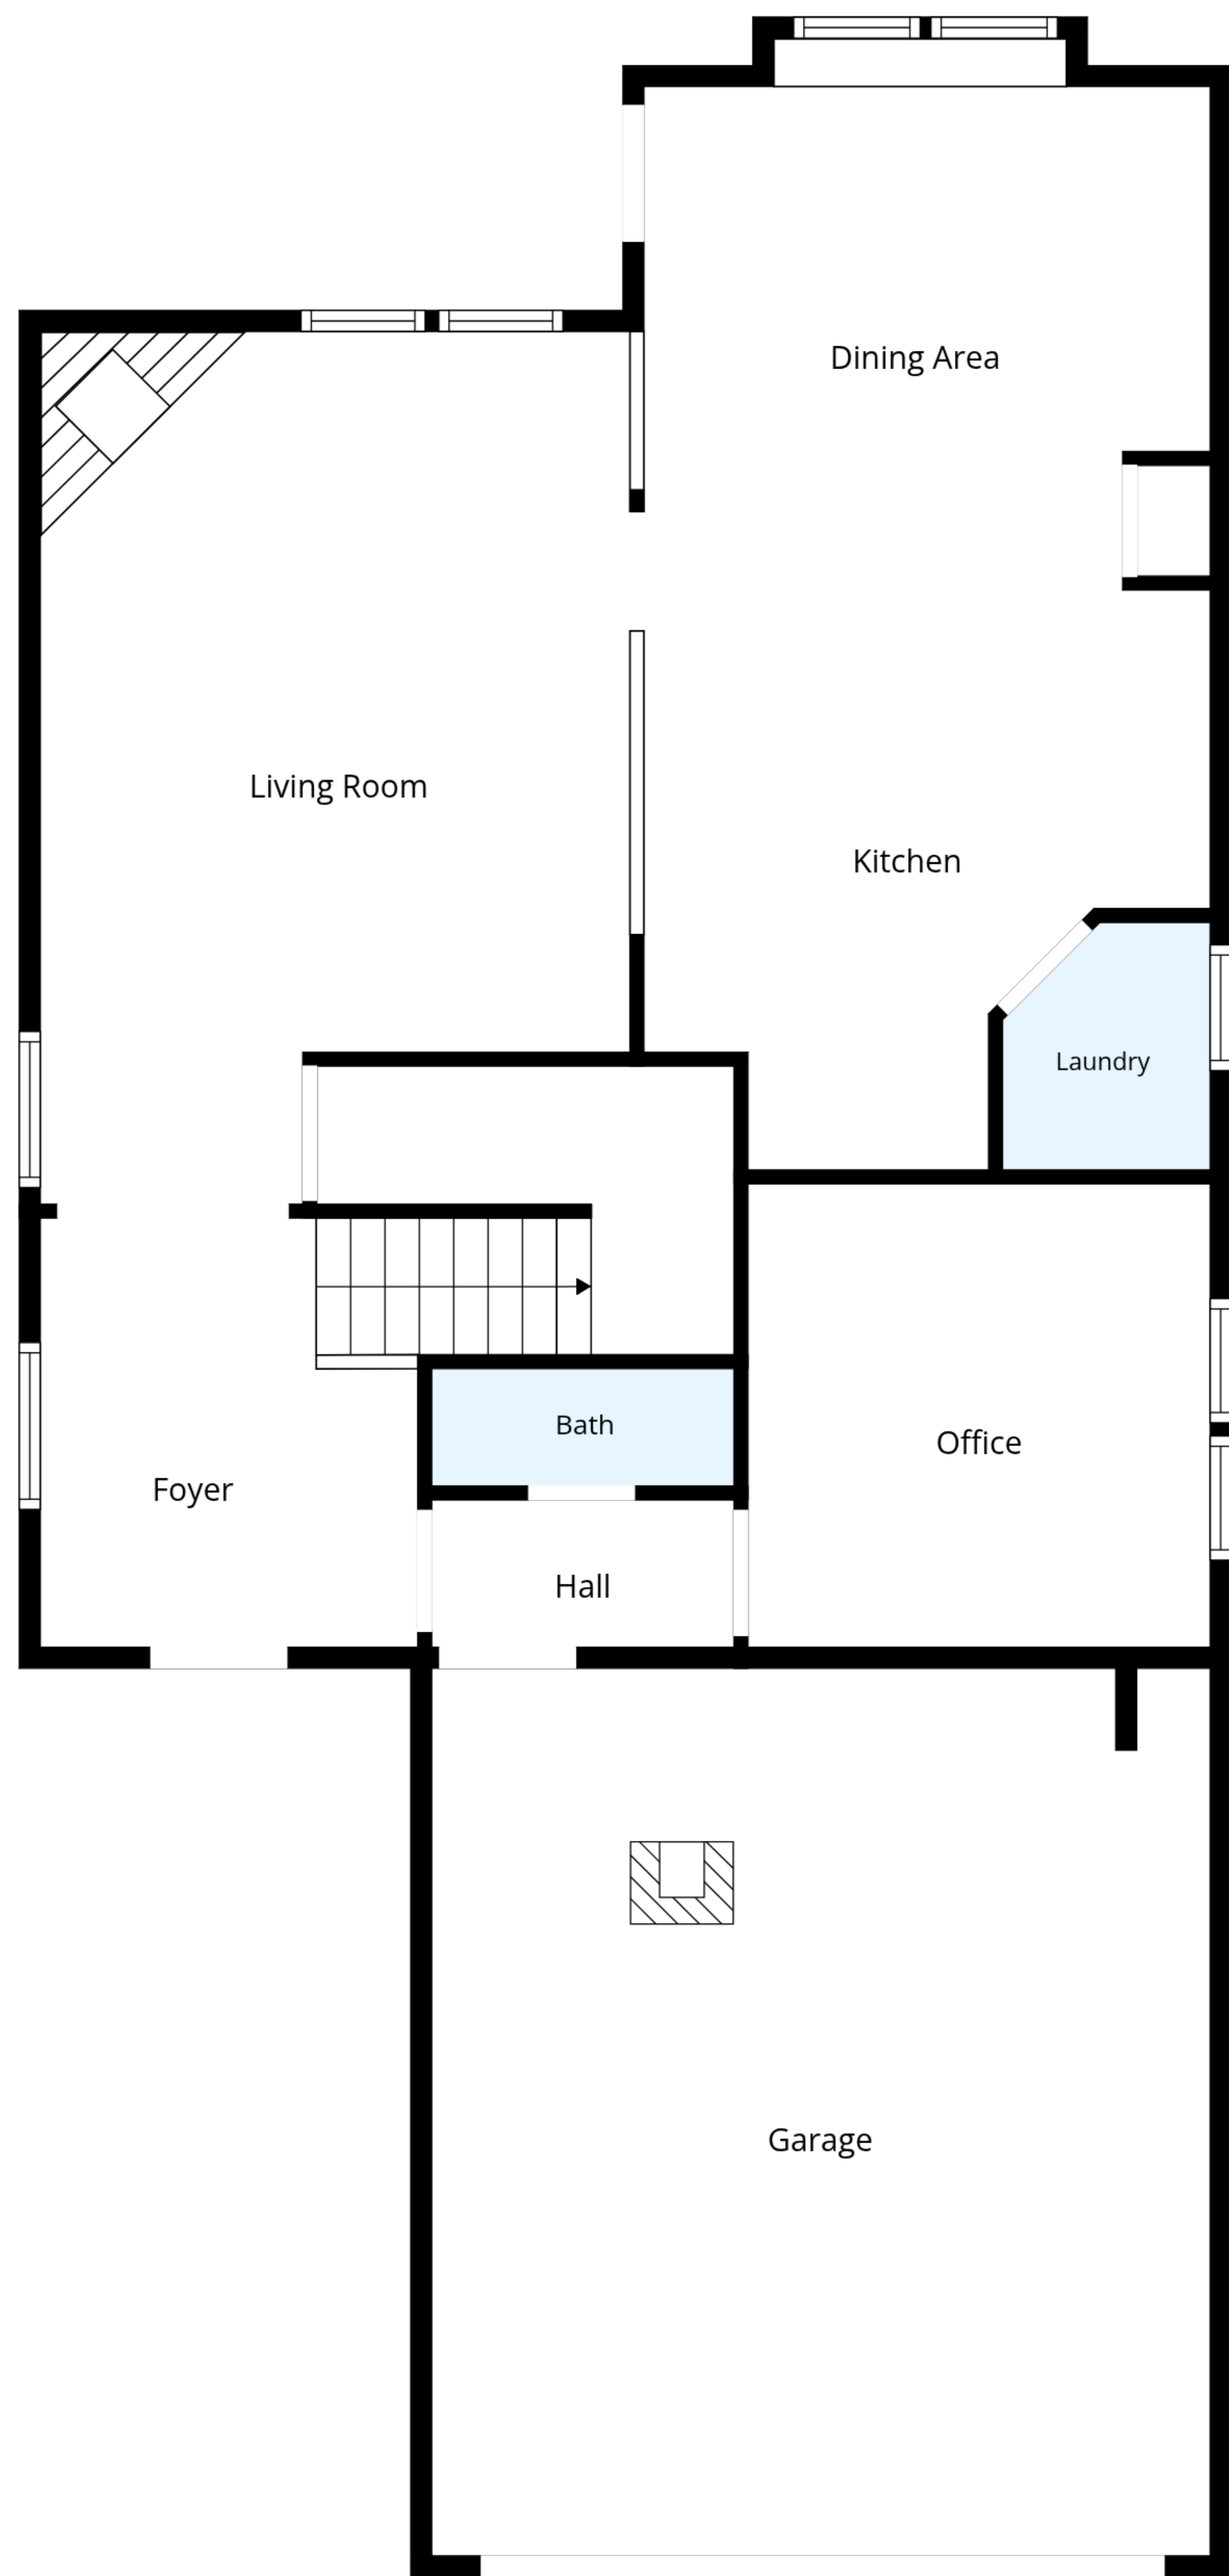 Dining Area
Living Room
Kitchen
Laundry
Bath
Office
Foyer
Hall
Garage